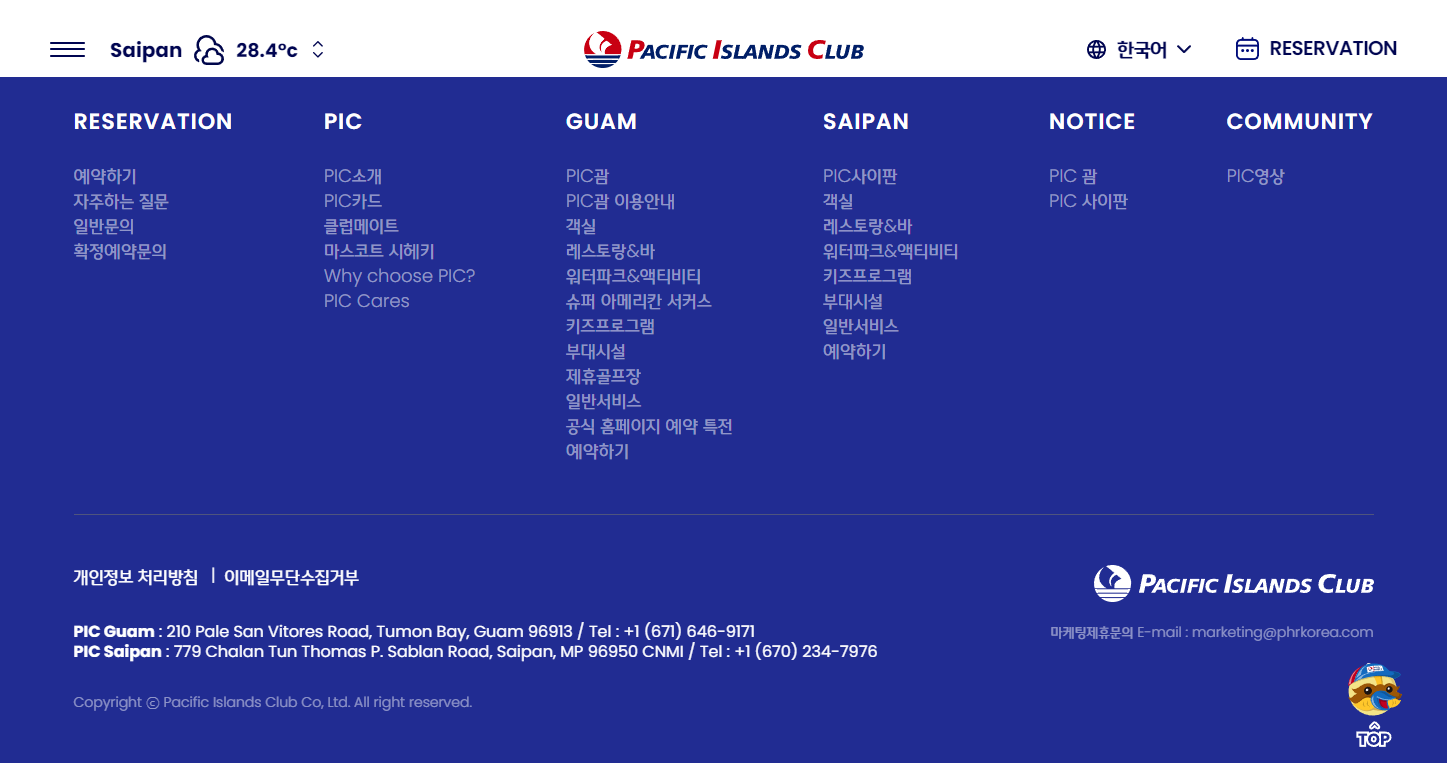 Saipan 28.4°c
PACIFIC ISLANDS CLUB
한국어
RESERVATION
RESERVATION
예약하기
자주하는 질문
일반문의
확정예약문의
PIC
PIC소개
PIC카드
클럽메이트
마스코트 시헤키
Why choose PIC?
PIC Cares
GUAM
PIC괌
PIC괌 이용안내
객실
레스토랑&바
워터파크&액티비티
슈퍼 아메리칸 서커스
키즈프로그램
부대시설
제휴골프장
일반서비스
공식 홈페이지 예약 특전
예약하기
SAIPAN
PIC사이판
객실
레스토랑&바
워터파크&액티비티
키즈프로그램
부대시설
일반서비스
예약하기
NOTICE
PIC 괌
PIC 사이판
COMMUNITY
PIC영상
개인정보 처리방침 | 이메일무단수집거부
PACIFIC ISLANDS CLUB
PIC Guam : 210 Pale San Vitores Road, Tumon Bay, Guam 96913 / Tel : +1 (671) 646-9171
PIC Saipan : 779 Chalan Tun Thomas P. Sablan Road, Saipan, MP 96950 CNMI / Tel : +1 (670) 234-7976
마케팅제휴문의 E-mail : marketing@phrkorea.com
Copyright ⓒ Pacific Islands Club Co, Ltd. All right reserved.
PIC
TOP